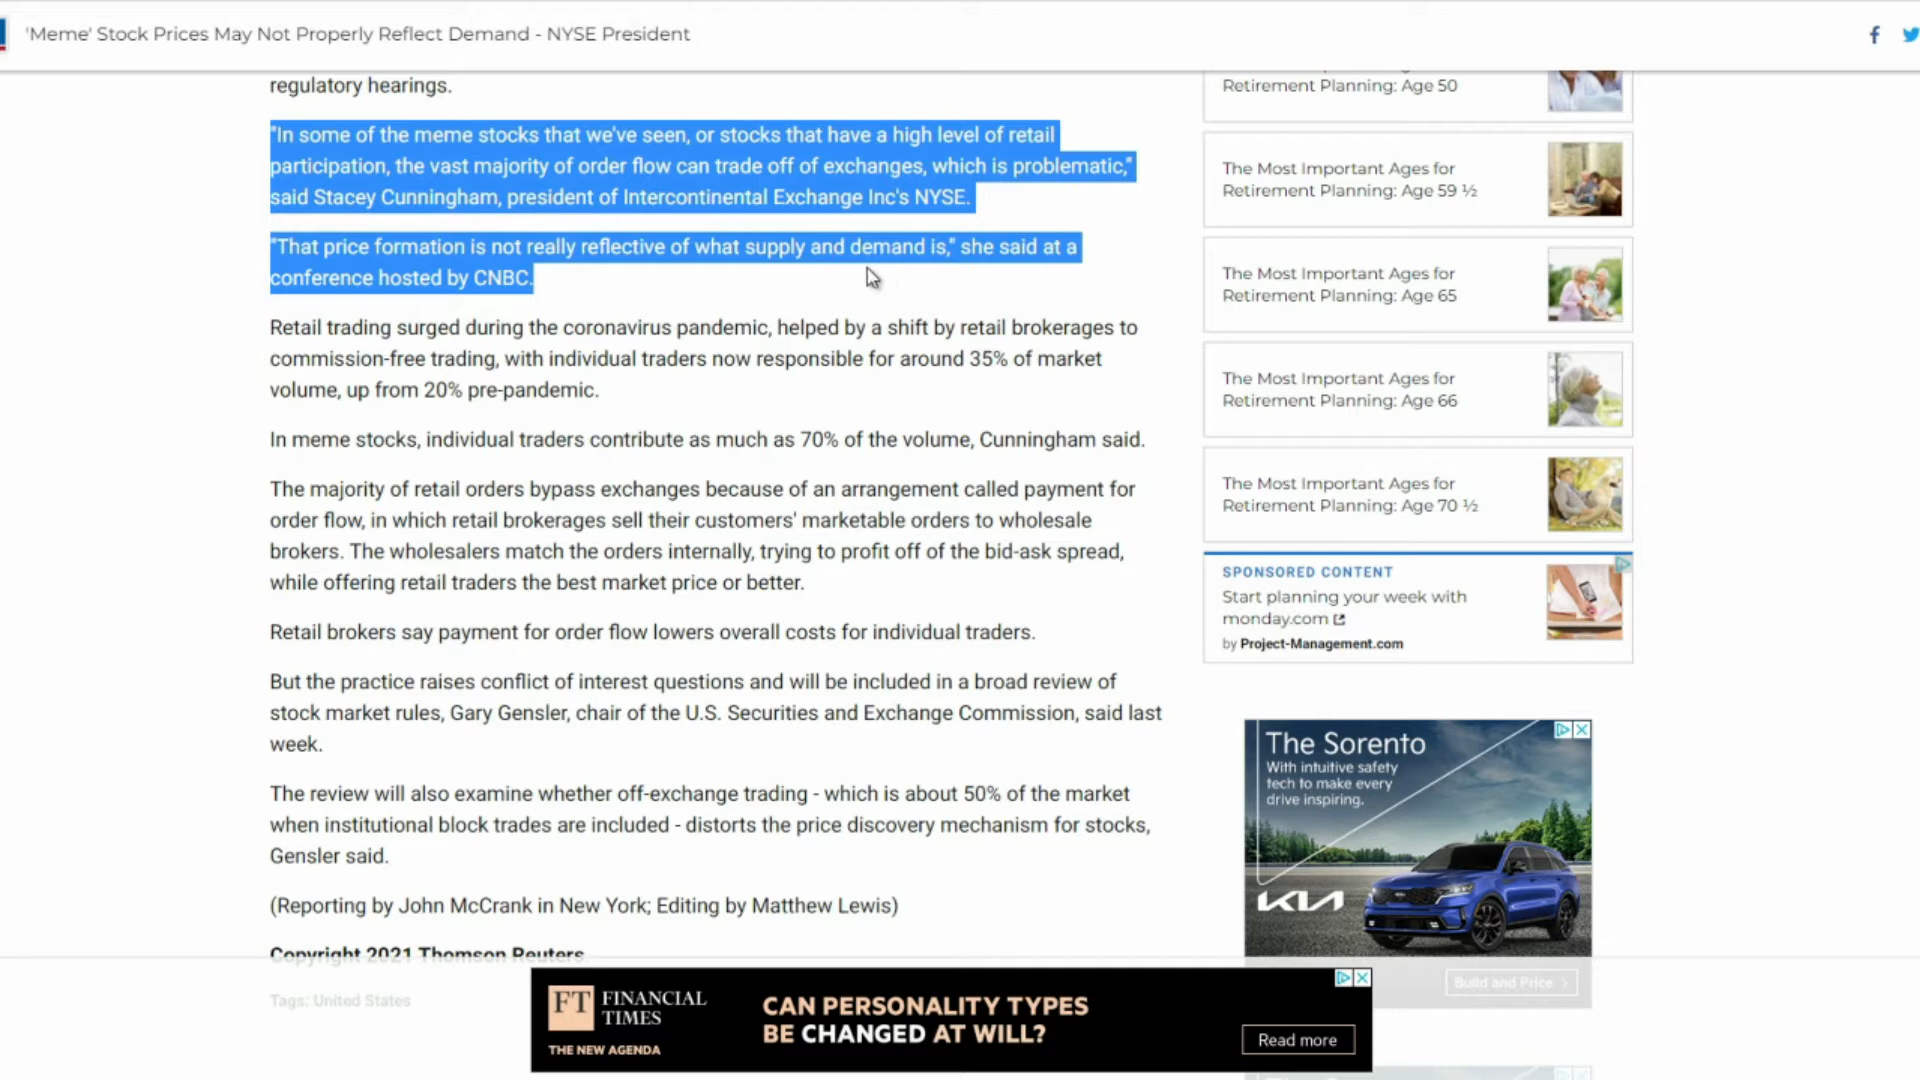 'Meme' Stock Prices May Not Properly Reflect Demand - NYSE President
regulatory hearings.
"In some of the meme stocks that we've seen, or stocks that have a high level of retail
participation, the vast majority of order flow can trade off of exchanges, which is problematic,"
said Stacey Cunningham, president of Intercontinental Exchange Inc's NYSE.
"That price formation is not really reflective of what supply and demand is," she said at a
conference hosted by CNBC.
Retail trading surged during the coronavirus pandemic, helped by a shift by retail brokerages to
commission-free trading, with individual traders now responsible for around 35% of market
volume, up from 20% pre-pandemic.
In meme stocks, individual traders contribute as much as 70% of the volume, Cunningham said.
The majority of retail orders bypass exchanges because of an arrangement called payment for
order flow, in which retail brokerages sell their customers' marketable orders to wholesale
brokers. The wholesalers match the orders internally, trying to profit off of the bid-ask spread,
while offering retail traders the best market price or better.
Retail brokers say payment for order flow lowers overall costs for individual traders.
But the practice raises conflict of interest questions and will be included in a broad review of
stock market rules, Gary Gensler, chair of the U.S. Securities and Exchange Commission, said last
week.
The review will also examine whether off-exchange trading - which is about 50% of the market
when institutional block trades are included - distorts the price discovery mechanism for stocks,
Gensler said.
(Reporting by John McCrank in New York; Editing by Matthew Lewis)
Copyright 2021 Thomson Reuters.
Tags: United States
Retirement Planning: Age 50
The Most Important Ages for
Retirement Planning: Age 59 ½
The Most Important Ages for
Retirement Planning: Age 65
The Most Important Ages for
Retirement Planning: Age 66
The Most Important Ages for
Retirement Planning: Age 70 ½
SPONSORED CONTENT
Start planning your week with
monday.com
by Project-Management.com
The Sorento
With intuitive safety
tech to make every
drive inspiring.
KIA
Build and Price
FT FINANCIAL
TIMES
THE NEW AGENDA
CAN PERSONALITY TYPES
BE CHANGED AT WILL?
Read more